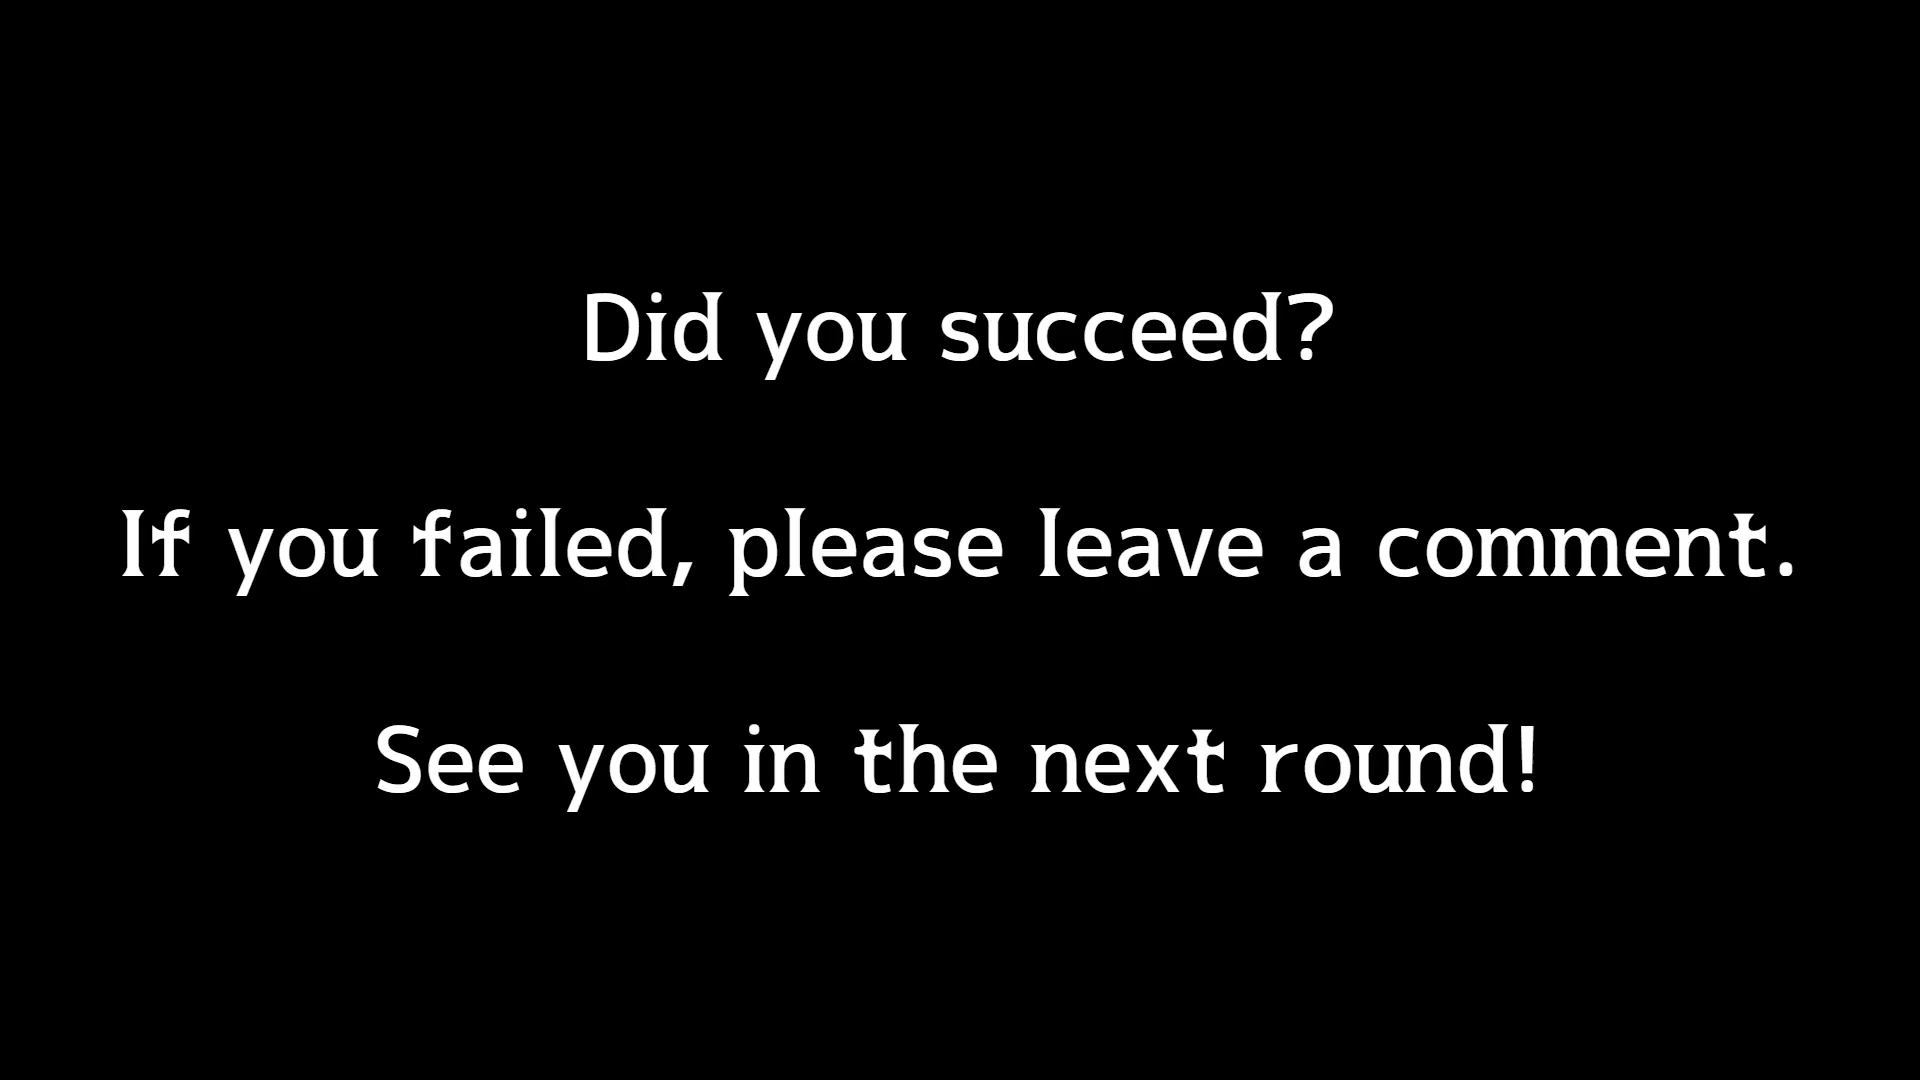 Did you succeed?
If you failed, please leave a comment.
See you in the next round!